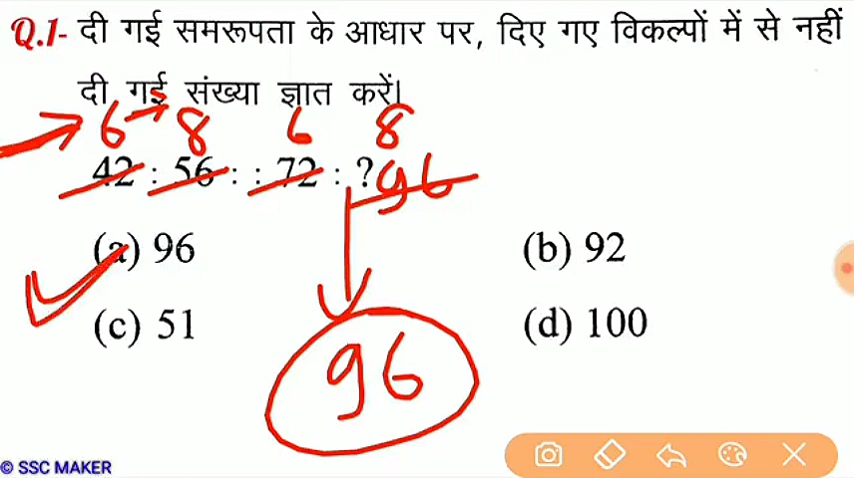 Q.1- दी गई समरूपता के आधार पर, दिए गए विकल्पों में से नहीं
दी गई संख्या ज्ञात करें।
6 8 6 8
42 : 56 : : 72 : ? 96
(a) 96 (b) 92
(c) 51 (d) 100
96
© SSC MAKER